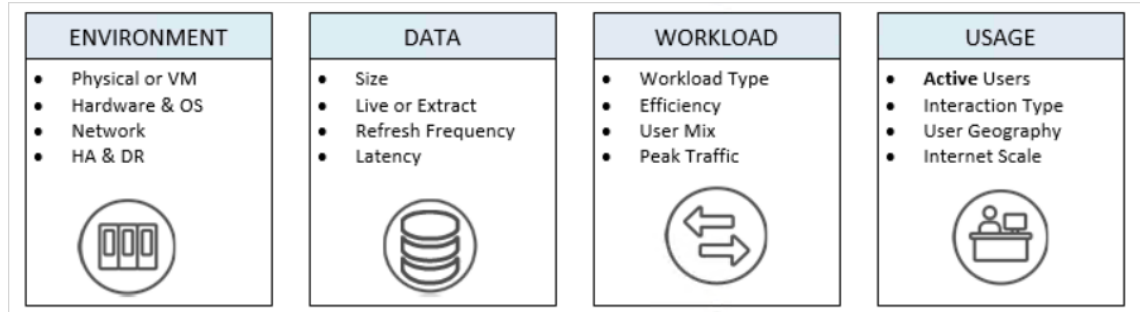 ENVIRONMENT
• Physical or VM
• Hardware & OS
• Network
• HA & DR
DATA
• Size
• Live or Extract
• Refresh Frequency
• Latency
WORKLOAD
• Workload Type
• Efficiency
• User Mix
• Peak Traffic
USAGE
• Active Users
• Interaction Type
• User Geography
• Internet Scale